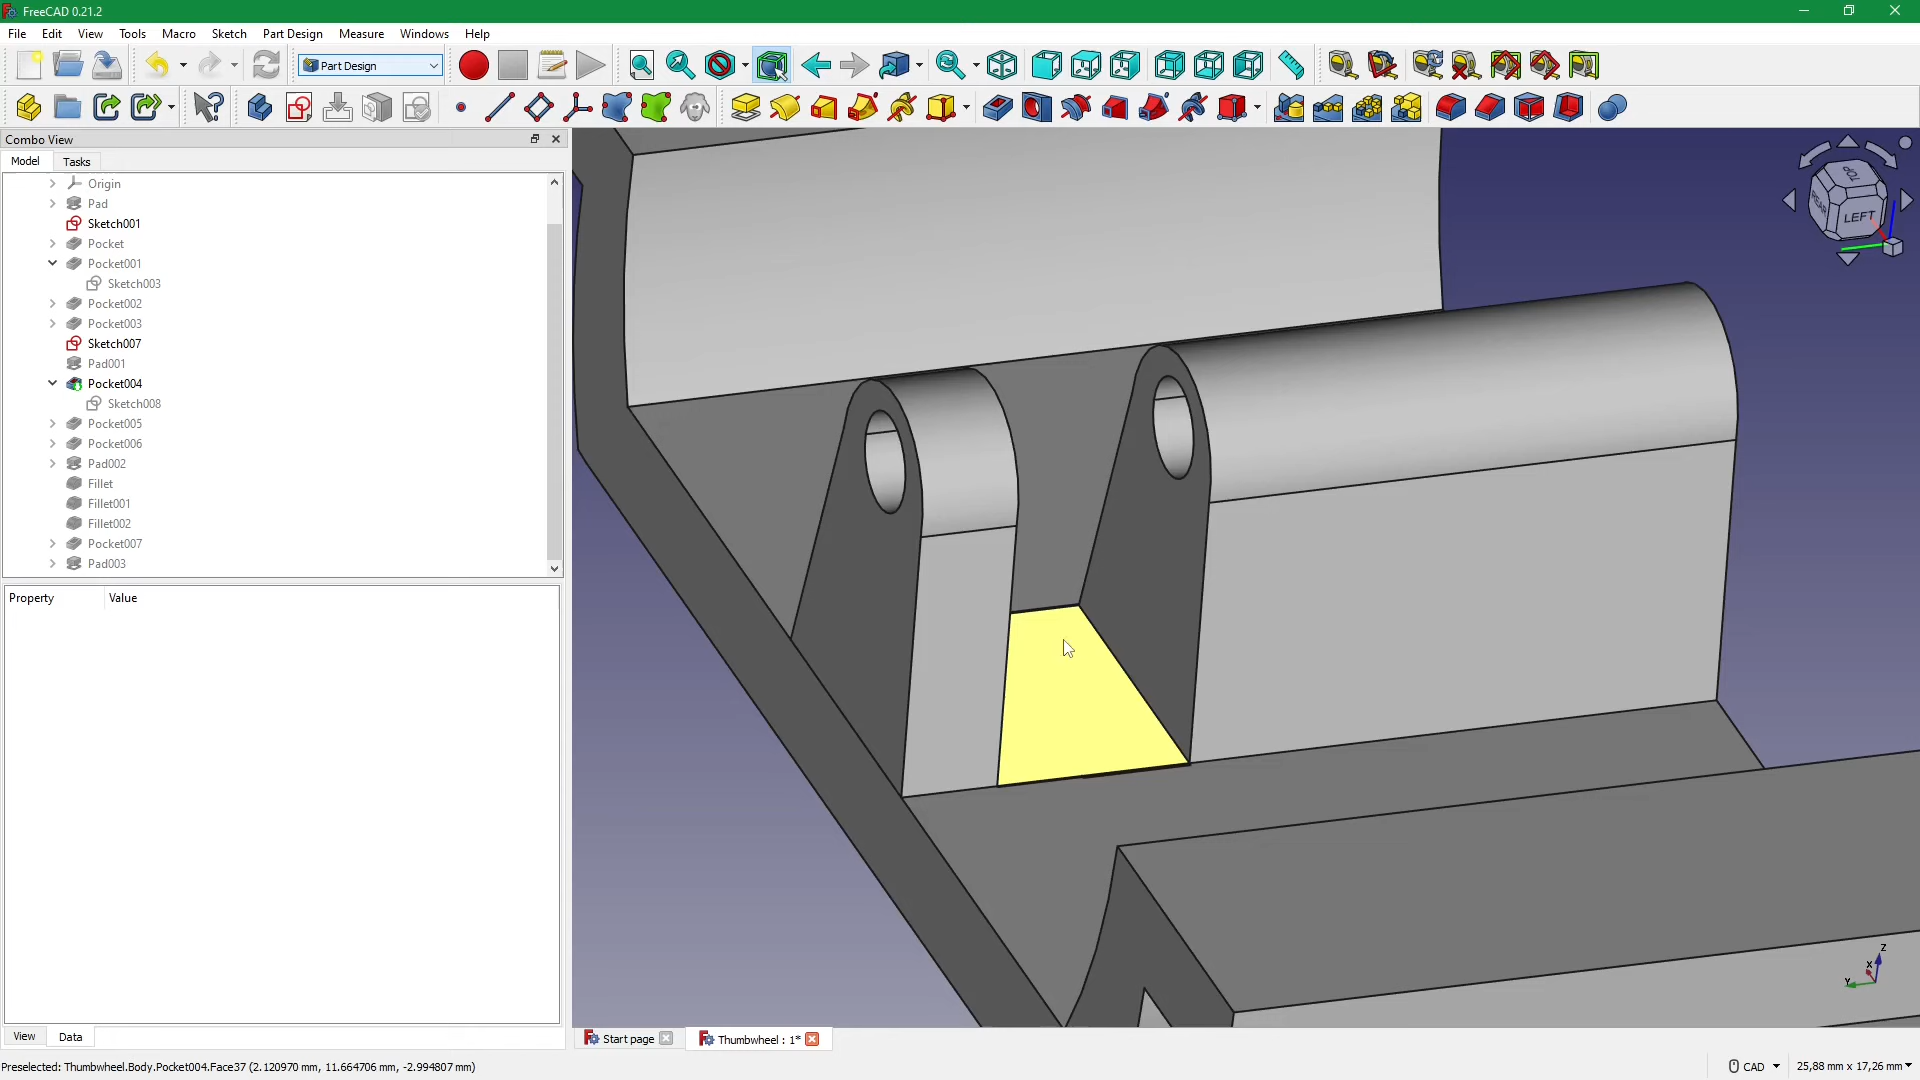 FreeCAD 0.21.2
File Edit View Tools Macro Sketch Part Design Measure Windows Help
Part Design
Combo View
Model Tasks
Origin
Pad
Sketch001
Pocket
Pocket001
Sketch003
Pocket002
Pocket003
Sketch007
Pad001
Pocket004
Sketch008
Pocket005
Pocket006
Pad002
Fillet
Fillet001
Fillet002
Pocket007
Pad003
Property Value
TOP
REAR
LEFT
Z
X
Y
View Data
Start page
Thumbwheel : 1*
Preselected: Thumbwheel.Body.Pocket004.Face37 (2.120970 mm, 11.664706 mm, -2.994807 mm)
CAD
25,88 mm x 17,26 mm